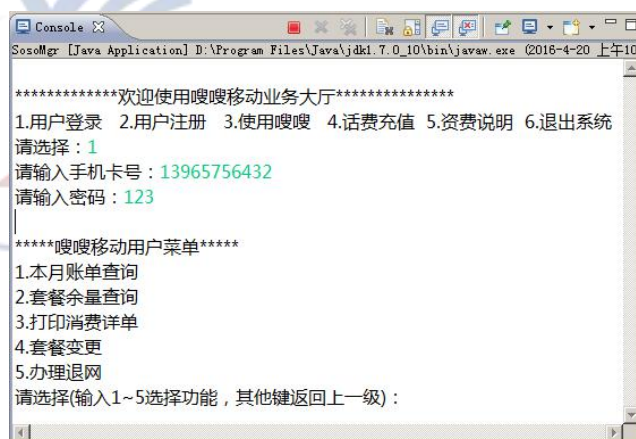 Console
SosoMgr [Java Application] D:\Program Files\Java\jdk1.7.0_10\bin\javaw.exe (2016-4-20 上午10
*************欢迎使用嗖嗖移动业务大厅***************
1.用户登录 2.用户注册 3.使用嗖嗖 4.话费充值 5.资费说明 6.退出系统
请选择：1
请输入手机卡号：13965756432
请输入密码：123
*****嗖嗖移动用户菜单*****
1.本月账单查询
2.套餐余量查询
3.打印消费详单
4.套餐变更
5.办理退网
请选择(输入1~5选择功能，其他键返回上一级)：